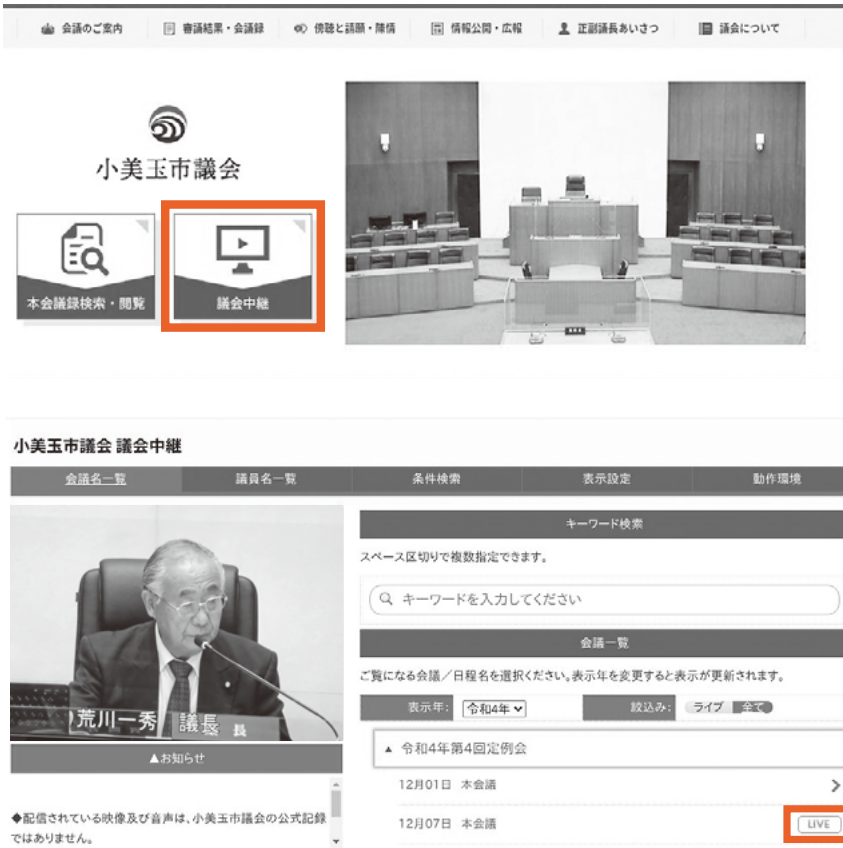 会議のご案内
審議結果・会議録
傍聴と請願・陳情
情報公開・広報
正副議長あいさつ
議会について
小美玉市議会
本会議録検索・閲覧
議会中継
小美玉市議会 議会中継
会議名一覧
議員名一覧
条件検索
表示設定
動作環境
荒川一秀 議長
▲お知らせ
◆配信されている映像及び音声は、小美玉市議会の公式記録
ではありません。
キーワード検索
スペース区切りで複数指定できます。
キーワードを入力してください
会議一覧
ご覧になる会議／日程名を選択ください。表示年を変更すると表示が更新されます。
表示年: 令和4年 絞込み: ライブ 全て
▲ 令和4年第4回定例会
12月01日 本会議
12月07日 本会議 LIVE